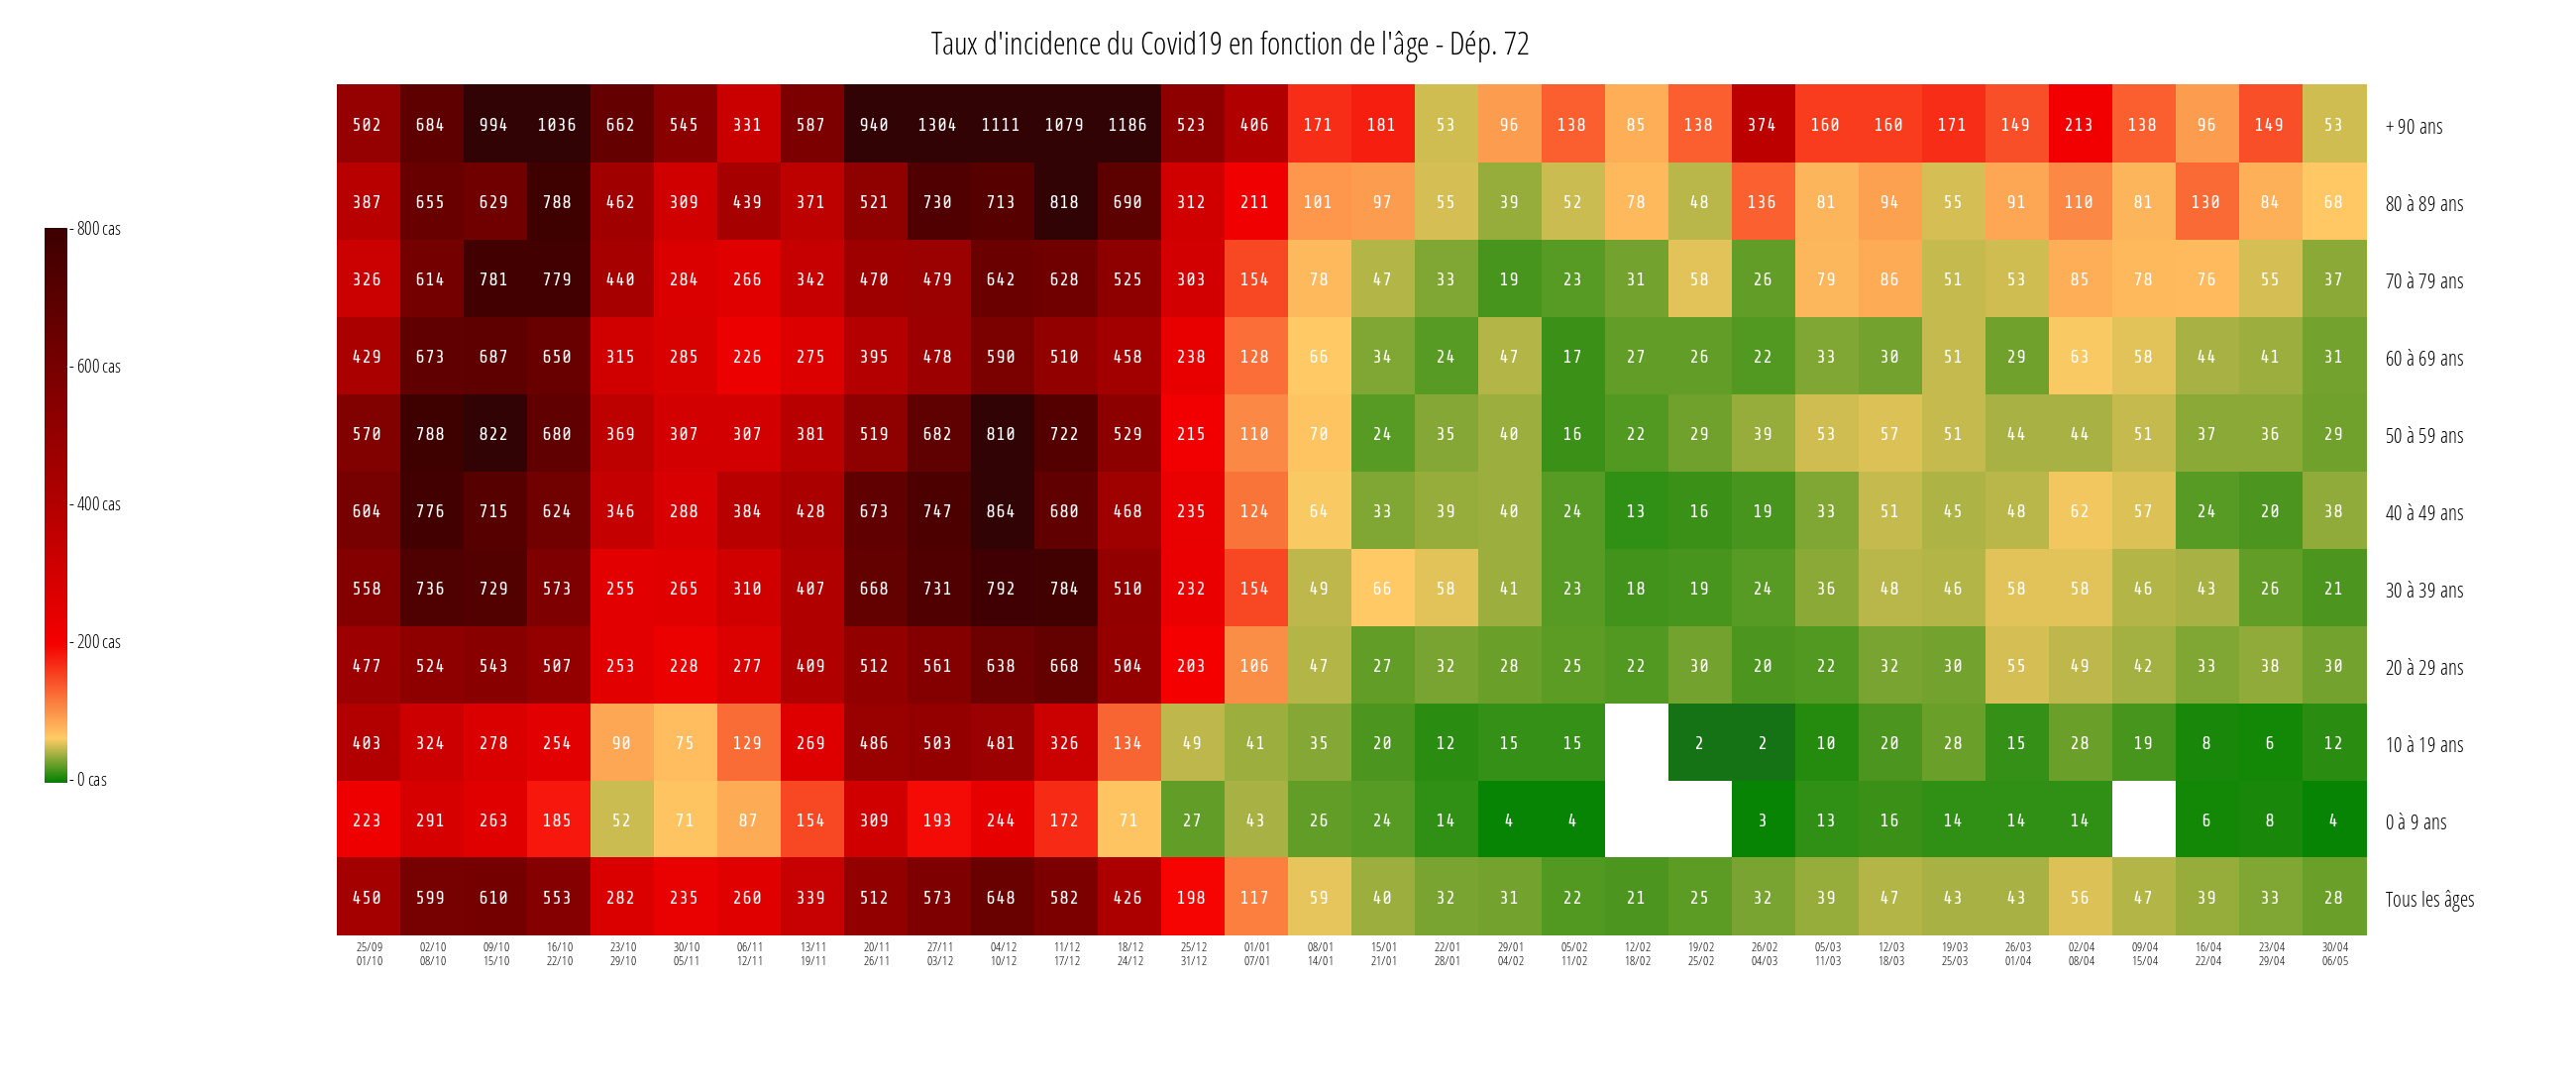 Taux d'incidence du Covid19 en fonction de l'âge - Dép. 72
502 684 994 1036 662 545 331 587 940 1304 1111 1079 1186 523 406 171 181 53 96 138 85 138 374 160 160 171 149 213 138 96 149 53 + 90 ans
387 655 629 788 462 309 439 371 521 730 713 818 690 312 211 101 97 55 39 52 78 48 136 81 94 55 91 110 81 130 84 68 80 à 89 ans
326 614 781 779 440 284 266 342 470 479 642 628 525 303 154 78 47 33 19 23 31 58 26 79 86 51 53 85 78 76 55 37 70 à 79 ans
429 673 687 650 315 285 226 275 395 478 590 510 458 238 128 66 34 24 47 17 27 26 22 33 30 51 29 63 58 44 41 31 60 à 69 ans
570 788 822 680 369 307 307 381 519 682 810 722 529 215 110 70 24 35 40 16 22 29 39 53 57 51 44 44 51 37 36 29 50 à 59 ans
604 776 715 624 346 288 384 428 673 747 864 680 468 235 124 64 33 39 40 24 13 16 19 33 51 45 48 62 57 24 20 38 40 à 49 ans
558 736 729 573 255 265 310 407 668 731 792 784 510 232 154 49 66 58 41 23 18 19 24 36 48 46 58 58 46 43 26 21 30 à 39 ans
477 524 543 507 253 228 277 409 512 561 638 668 504 203 106 47 27 32 28 25 22 30 20 22 32 30 55 49 42 33 38 30 20 à 29 ans
403 324 278 254 90 75 129 269 486 503 481 326 134 49 41 35 20 12 15 15 2 2 10 20 28 15 28 19 8 6 12 10 à 19 ans
223 291 263 185 52 71 87 154 309 193 244 172 71 27 43 26 24 14 4 4 3 13 16 14 14 14 6 8 4 0 à 9 ans
450 599 610 553 282 235 260 339 512 573 648 582 426 198 117 59 40 32 31 22 21 25 32 39 47 43 43 56 47 39 33 28 Tous les âges
25/09 02/10 09/10 16/10 23/10 30/10 06/11 13/11 20/11 27/11 04/12 11/12 18/12 25/12 01/01 08/01 15/01 22/01 29/01 05/02 12/02 19/02 26/02 05/03 12/03 19/03 26/03 02/04 09/04 16/04 23/04 30/04
01/10 08/10 15/10 22/10 29/10 05/11 12/11 19/11 26/11 03/12 10/12 17/12 24/12 31/12 07/01 14/01 21/01 28/01 04/02 11/02 18/02 25/02 04/03 11/03 18/03 25/03 01/04 08/04 15/04 22/04 29/04 06/05
- 800 cas
- 600 cas
- 400 cas
- 200 cas
- 0 cas